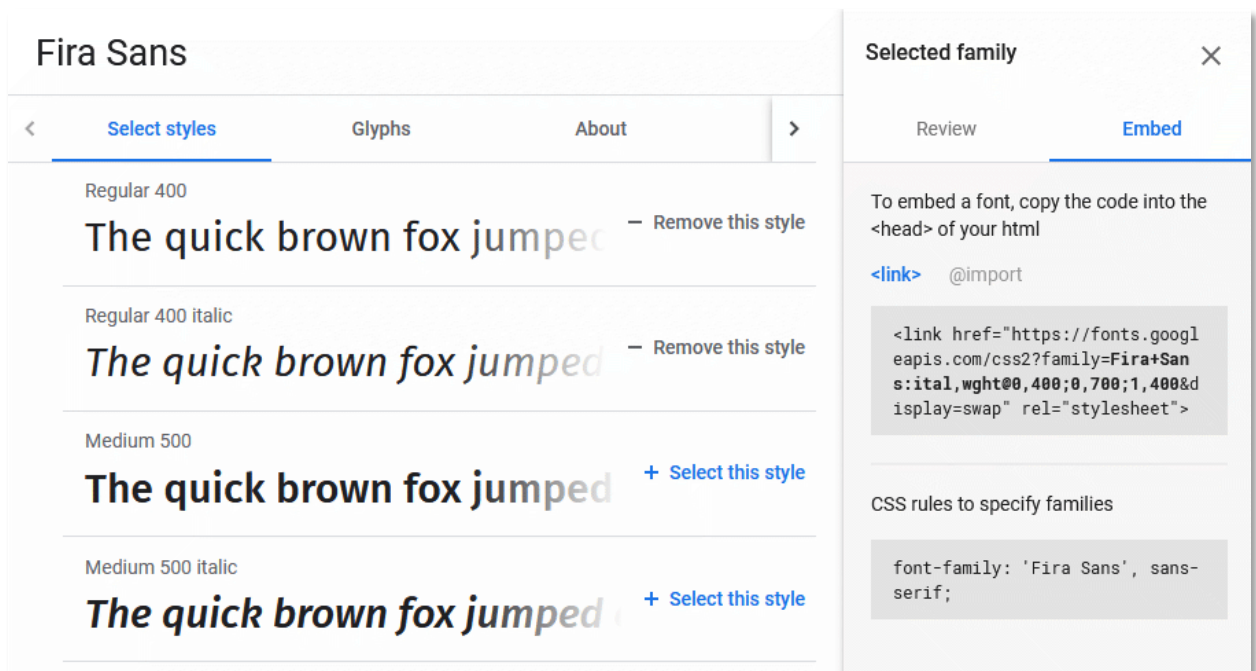 Fira Sans
Select styles
Glyphs
About
Regular 400
The quick brown fox jumped
— Remove this style
Regular 400 italic
The quick brown fox jumped
— Remove this style
Medium 500
The quick brown fox jumped
+ Select this style
Medium 500 italic
The quick brown fox jumped
+ Select this style
Selected family
Review
Embed
To embed a font, copy the code into the
<head> of your html
<link>
@import
<link href="https://fonts.googl
eapis.com/css2?family=Fira+San
s:ital,wght@0,400;0,700;1,400&d
isplay=swap" rel="stylesheet">
CSS rules to specify families
font-family: 'Fira Sans', sans-
serif;